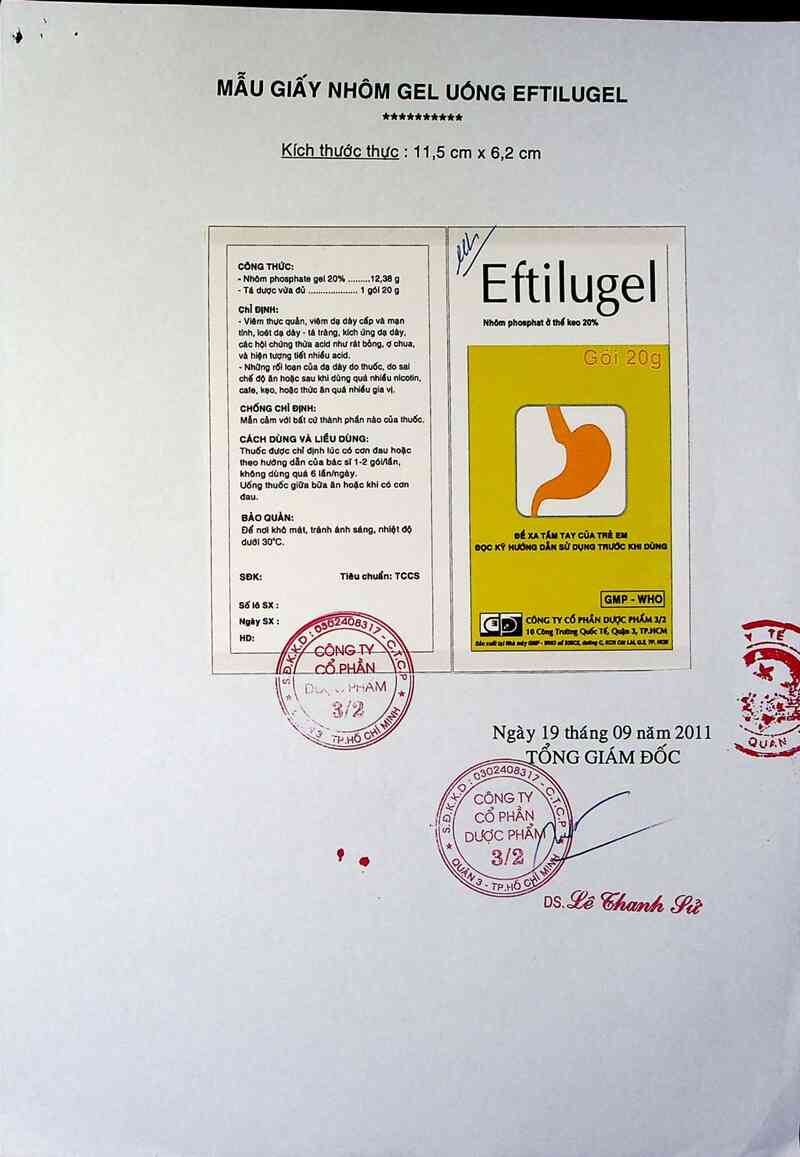 MẪU GIẤY NHÔM GEL UỐNG EFTILUGEL
**********
Kích thước thực : 11,5 cm x 6,2 cm
CÔNG THỨC:
- Nhôm phosphate gel 20% .........12,38 g
- Tá dược vừa đủ .................... 1 gói 20 g
CHỈ ĐỊNH:
- Viêm thực quản, viêm dạ dày cấp và mạn
tính, loét dạ dày - tá tràng, kích ứng dạ dày,
các hội chứng thừa acid như rát bỏng, ợ chua,
và hiện tượng tiết nhiều acid.
- Những rối loạn của dạ dày do thuốc, do sai
chế độ ăn hoặc sau khi dùng quá nhiều nicotin,
cafe, kẹo, hoặc thức ăn quá nhiều gia vị.
CHỐNG CHỈ ĐỊNH:
Mẫn cảm với bất cứ thành phần nào của thuốc.
CÁCH DÙNG VÀ LIỀU DÙNG:
Thuốc được chỉ định lúc có cơn đau hoặc
theo hướng dẫn của bác sĩ 1-2 gói/lần,
không dùng quá 6 lần/ngày.
Uống thuốc giữa bữa ăn hoặc khi có cơn
đau.
BẢO QUẢN:
Để nơi khô mát, tránh ánh sáng, nhiệt độ
dưới 30°C.
SĐK: Tiêu chuẩn: TCCS
Số lô SX :
Ngày SX :
HD:
Eftilugel
Nhôm phosphat ở thể keo 20%
Gói 20g
ĐỂ XA TẦM TAY CỦA TRẺ EM
ĐỌC KỸ HƯỚNG DẪN SỬ DỤNG TRƯỚC KHI DÙNG
GMP - WHO
CÔNG TY CỔ PHẦN DƯỢC PHẨM 3/2
10 Công Trường Quốc Tế, Quận 3, TP.HCM
S.Đ.K.K.D : 0302408317 - C.T.C.P
CÔNG TY
CỔ PHẦN
DƯỢC PHẨM
3/2
QUẬN 3 - TP.HỒ CHÍ MINH
Y TẾ
QUẢN
Ngày 19 tháng 09 năm 2011
TỔNG GIÁM ĐỐC
S.Đ.K.K.D : 0302408317 - C.T.C.P
CÔNG TY
CỔ PHẦN
DƯỢC PHẨM
3/2
QUẬN 3 - TP.HỒ CHÍ MINH
DS. Lê Thanh Sử